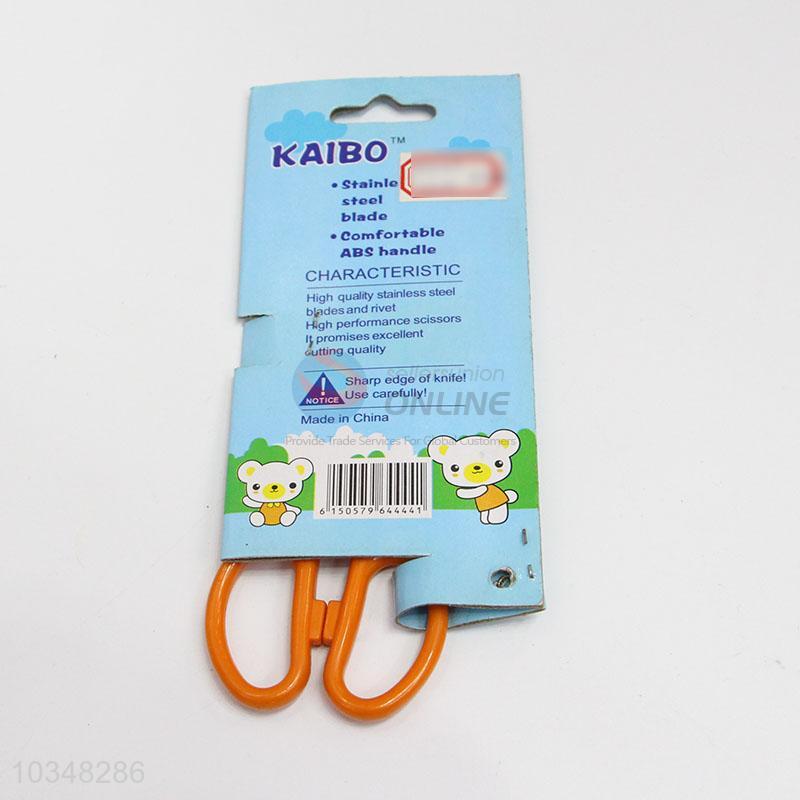 KAIBO™
• Stainle
steel
blade
• Comfortable
ABS handle
CHARACTERISTIC
High quality stainless steel
blades and rivet
High performance scissors
It promises excellent
cutting quality
NOTICE
Sharp edge of knife!
Use carefully!
sellersunion
ONLINE
Made in China
Provide Trade Services For Global Customers
6 150579 644441
10348286